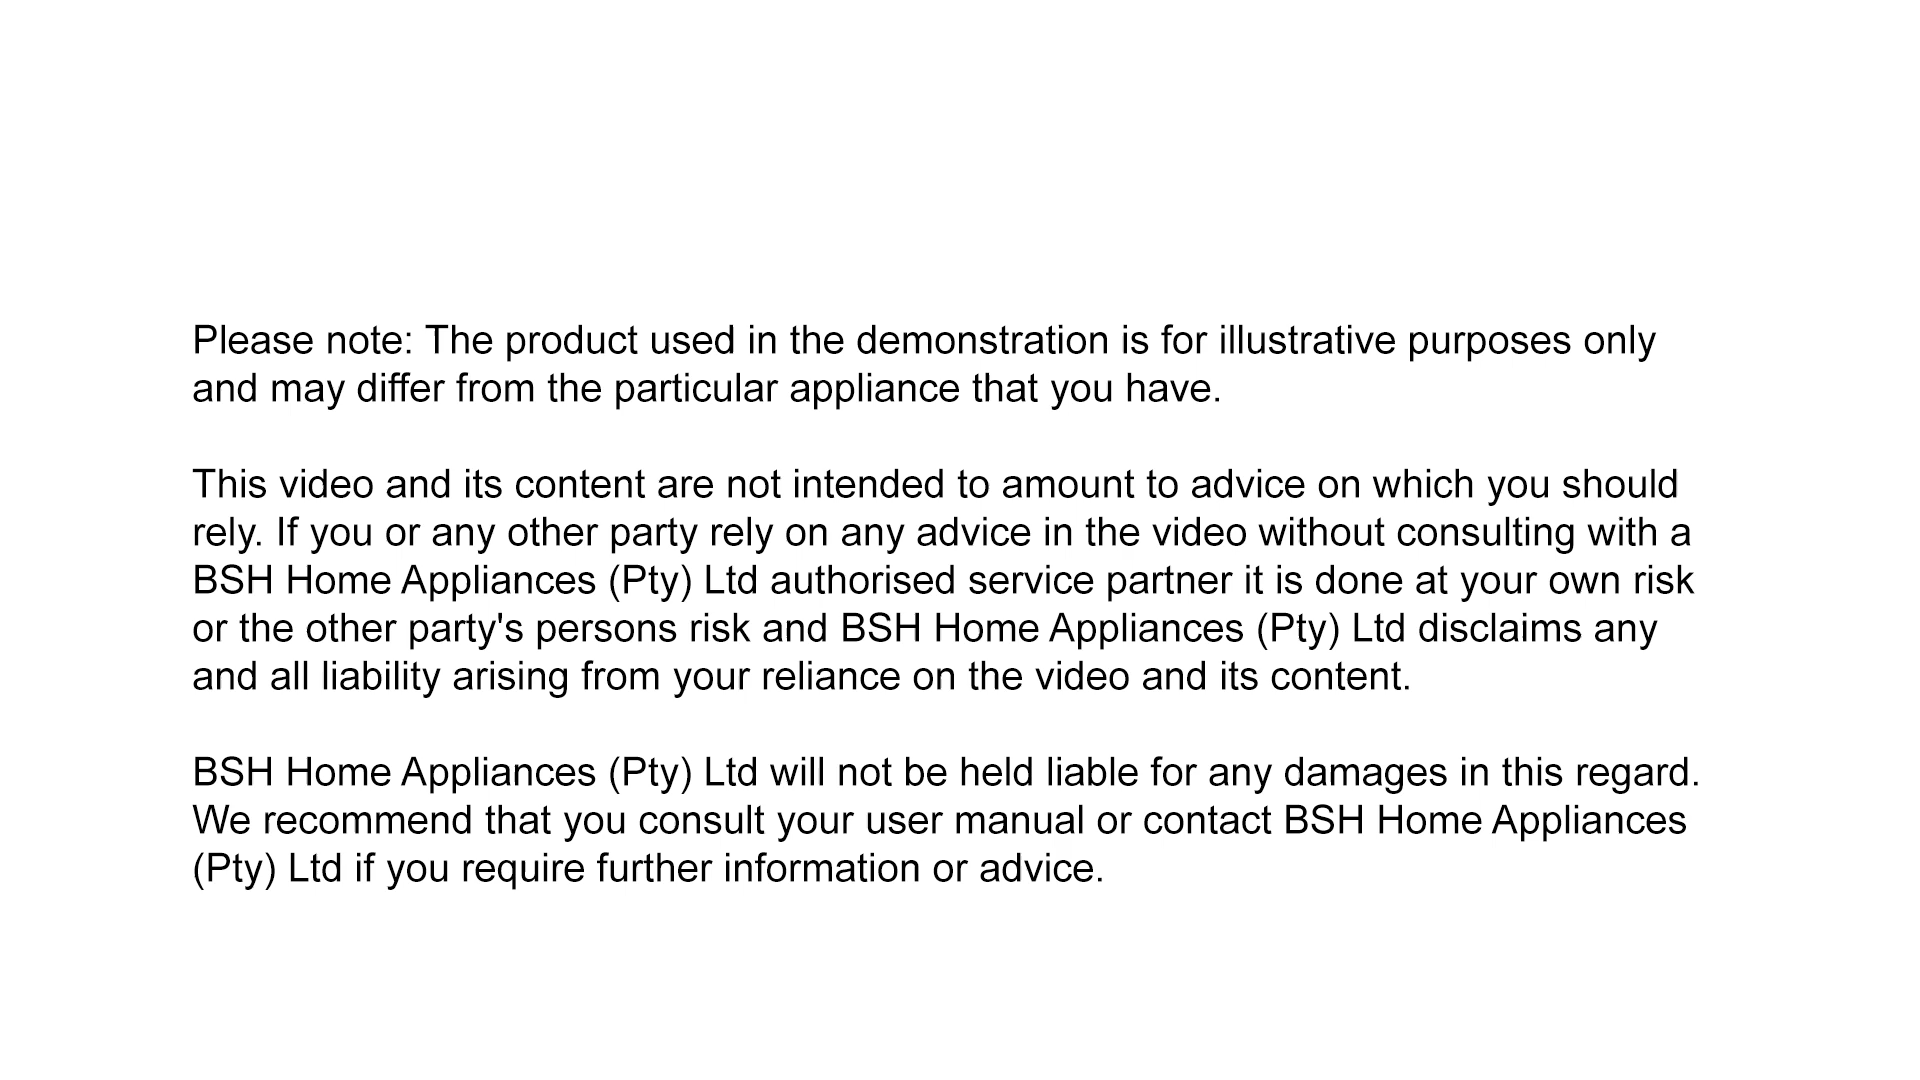 Please note: The product used in the demonstration is for illustrative purposes only
and may differ from the particular appliance that you have.
This video and its content are not intended to amount to advice on which you should
rely. If you or any other party rely on any advice in the video without consulting with a
BSH Home Appliances (Pty) Ltd authorised service partner it is done at your own risk
or the other party's persons risk and BSH Home Appliances (Pty) Ltd disclaims any
and all liability arising from your reliance on the video and its content.
BSH Home Appliances (Pty) Ltd will not be held liable for any damages in this regard.
We recommend that you consult your user manual or contact BSH Home Appliances
(Pty) Ltd if you require further information or advice.